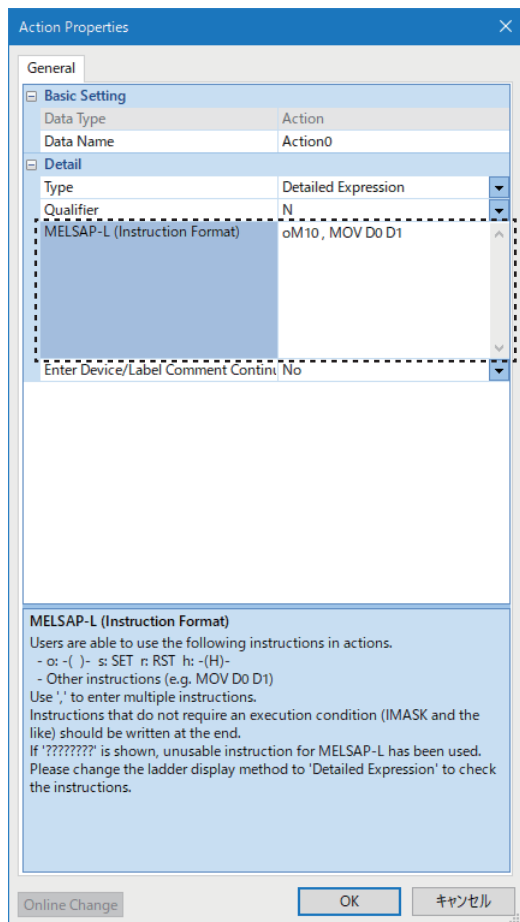 Action Properties
General
Basic Setting
Data Type Action
Data Name Action0
Detail
Type Detailed Expression
Qualifier N
MELSAP-L (Instruction Format) oM10 , MOV D0 D1
Enter Device/Label Comment Continu No
MELSAP-L (Instruction Format)
Users are able to use the following instructions in actions.
- o: -( )- s: SET r: RST h: -(H)-
- Other instructions (e.g. MOV D0 D1)
Use ',' to enter multiple instructions.
Instructions that do not require an execution condition (IMASK and the
like) should be written at the end.
If '????????' is shown, unusable instruction for MELSAP-L has been used.
Please change the ladder display method to 'Detailed Expression' to check
the instructions.
Online Change OK キャンセル